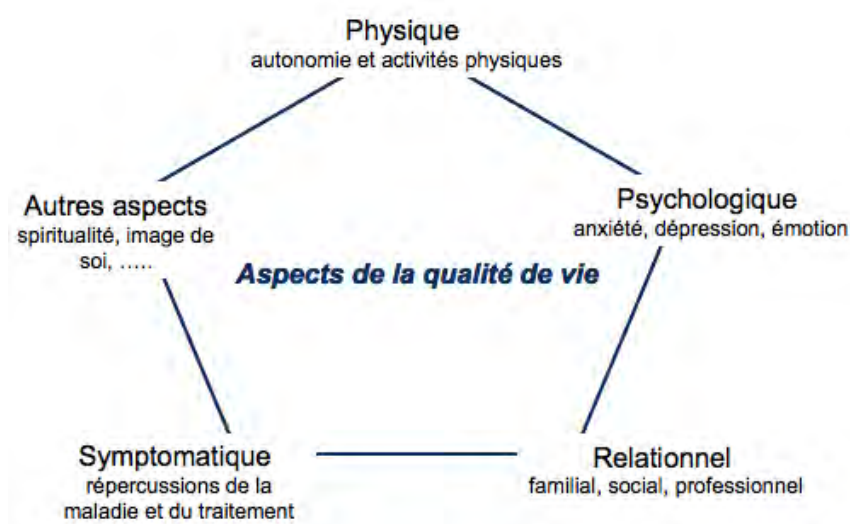 Physique
autonomie et activités physiques
Autres aspects
spiritualité, image de
soi, .....
Psychologique
anxiété, dépression, émotion
Aspects de la qualité de vie
Symptomatique
répercussions de la
maladie et du traitement
Relationnel
familial, social, professionnel